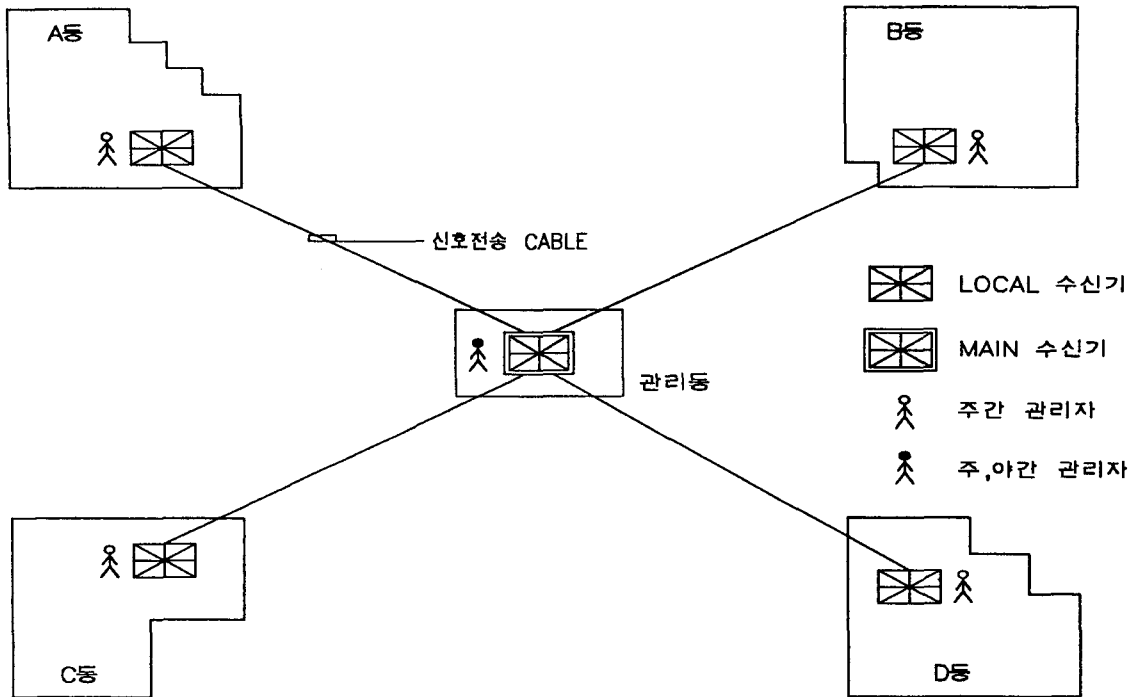 A동
B동
신호전송 CABLE
LOCAL 수신기
MAIN 수신기
관리동
주간 관리자
주,야간 관리자
C동
D동